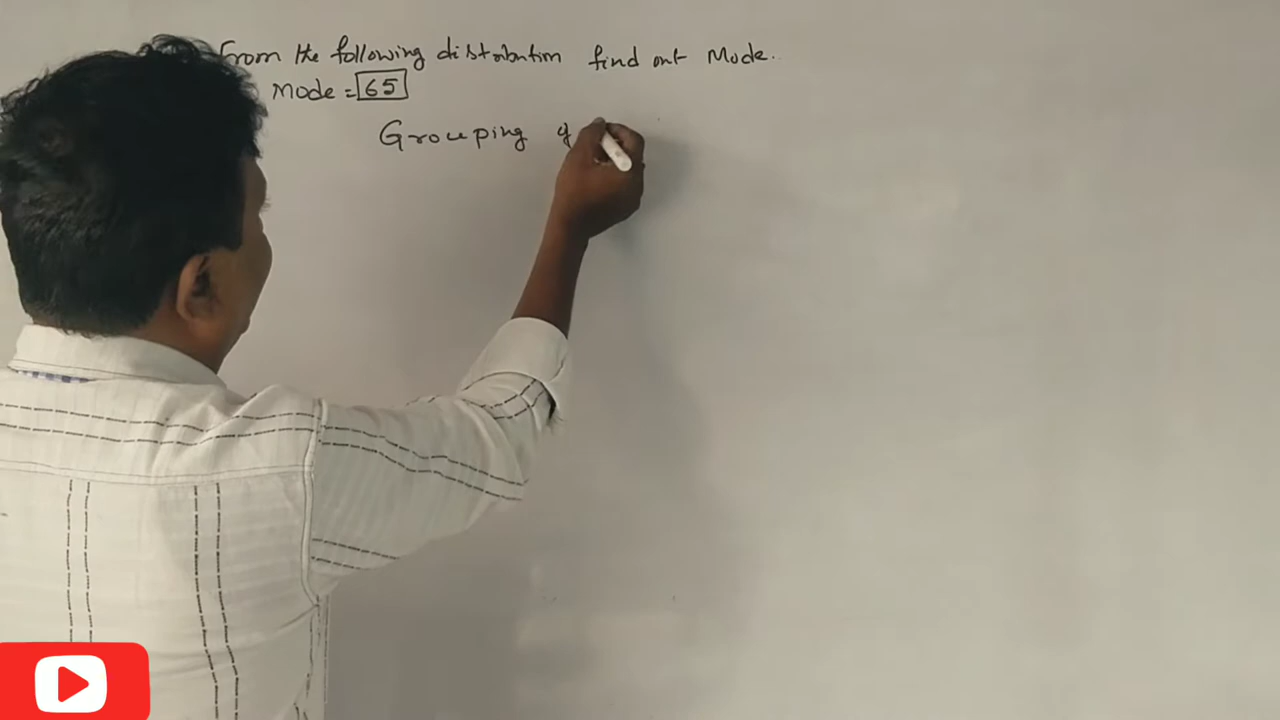 From the following distribution find out Mode.
Mode = 65
Grouping